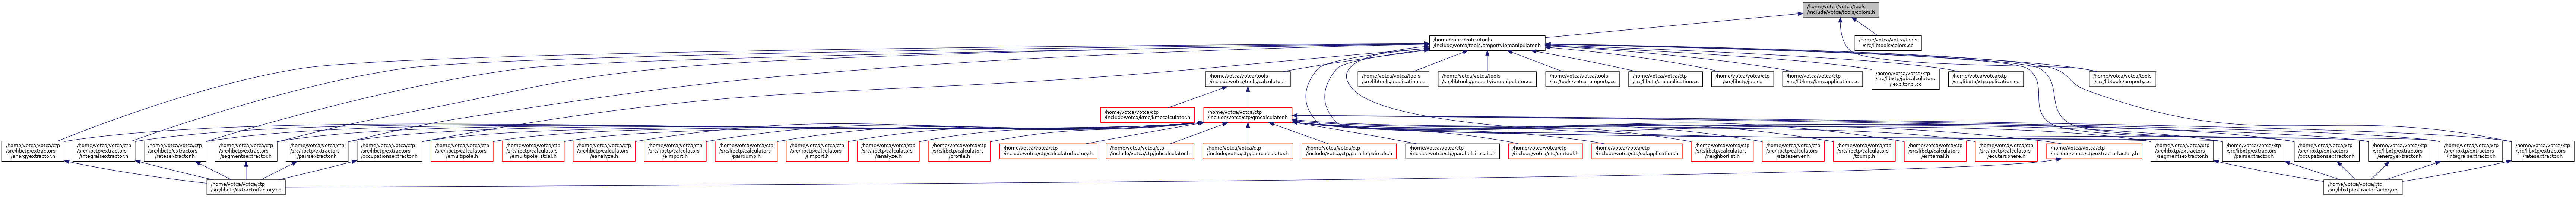 /home/votca/votca/tools
/include/votca/tools/colors.h
/home/votca/votca/tools
/include/votca/tools/propertyiomanipulator.h
/home/votca/votca/tools
/src/libtools/colors.cc
/home/votca/votca/tools
/include/votca/tools/calculator.h
/home/votca/votca/tools
/src/libtools/application.cc
/home/votca/votca/tools
/src/libtools/propertyiomanipulator.cc
/home/votca/votca/tools
/src/tools/votca_property.cc
/home/votca/votca/ctp
/src/libctp/ctpapplication.cc
/home/votca/votca/ctp
/src/libctp/job.cc
/home/votca/votca/ctp
/src/libkmc/kmcapplication.cc
/home/votca/votca/xtp
/src/libxtp/jobcalculators
/iexcitoncl.cc
/home/votca/votca/xtp
/src/libxtp/xtpapplication.cc
/home/votca/votca/tools
/src/libtools/property.cc
/home/votca/votca/ctp
/include/votca/kmc/kmccalculator.h
/home/votca/votca/ctp
/include/votca/ctp/qmcalculator.h
/home/votca/votca/ctp
/src/libctp/extractors
/energyextractor.h
/home/votca/votca/ctp
/src/libctp/extractors
/integralsextractor.h
/home/votca/votca/ctp
/src/libctp/extractors
/ratesextractor.h
/home/votca/votca/ctp
/src/libctp/extractors
/segmentsextractor.h
/home/votca/votca/ctp
/src/libctp/extractors
/pairsextractor.h
/home/votca/votca/ctp
/src/libctp/extractors
/occupationsextractor.h
/home/votca/votca/ctp
/src/libctp/calculators
/emultipole.h
/home/votca/votca/ctp
/src/libctp/calculators
/emultipole_stdal.h
/home/votca/votca/ctp
/src/libctp/calculators
/eanalyze.h
/home/votca/votca/ctp
/src/libctp/calculators
/eimport.h
/home/votca/votca/ctp
/src/libctp/calculators
/pairdump.h
/home/votca/votca/ctp
/src/libctp/calculators
/iimport.h
/home/votca/votca/ctp
/src/libctp/calculators
/ianalyze.h
/home/votca/votca/ctp
/src/libctp/calculators
/profile.h
/home/votca/votca/ctp
/include/votca/ctp/calculatorfactory.h
/home/votca/votca/ctp
/include/votca/ctp/jobcalculator.h
/home/votca/votca/ctp
/include/votca/ctp/paircalculator.h
/home/votca/votca/ctp
/include/votca/ctp/parallelpaircalc.h
/home/votca/votca/ctp
/include/votca/ctp/parallelsitecalc.h
/home/votca/votca/ctp
/include/votca/ctp/qmtool.h
/home/votca/votca/ctp
/include/votca/ctp/sqlapplication.h
/home/votca/votca/ctp
/src/libctp/calculators
/neighborlist.h
/home/votca/votca/ctp
/src/libctp/calculators
/stateserver.h
/home/votca/votca/ctp
/src/libctp/calculators
/tdump.h
/home/votca/votca/ctp
/src/libctp/calculators
/einternal.h
/home/votca/votca/ctp
/src/libctp/calculators
/eoutersphere.h
/home/votca/votca/ctp
/include/votca/ctp/extractorfactory.h
/home/votca/votca/xtp
/src/libxtp/extractors
/segmentsextractor.h
/home/votca/votca/xtp
/src/libxtp/extractors
/pairsextractor.h
/home/votca/votca/xtp
/src/libxtp/extractors
/occupationsextractor.h
/home/votca/votca/xtp
/src/libxtp/extractors
/energyextractor.h
/home/votca/votca/xtp
/src/libxtp/extractors
/integralsextractor.h
/home/votca/votca/xtp
/src/libxtp/extractors
/ratesextractor.h
/home/votca/votca/ctp
/src/libctp/extractorfactory.cc
/home/votca/votca/xtp
/src/libxtp/extractorfactory.cc